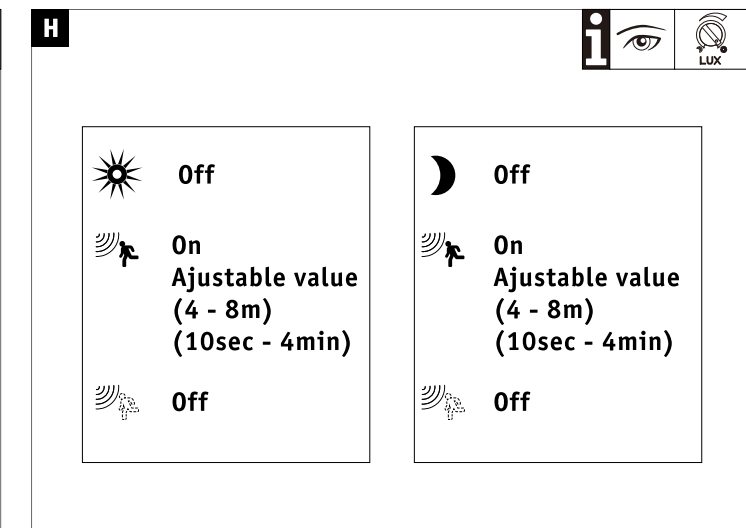 H
i
LUX
Off
On
Ajustable value
(4 - 8m)
(10sec - 4min)
Off
Off
On
Ajustable value
(4 - 8m)
(10sec - 4min)
Off